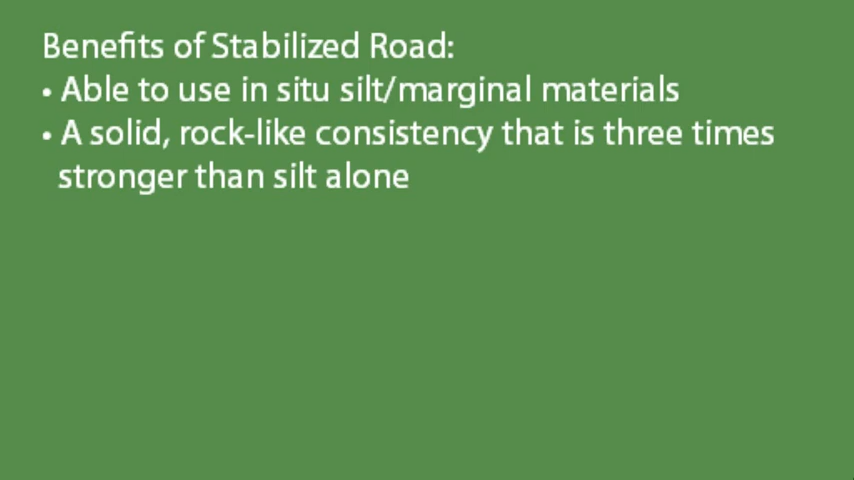 Benefits of Stabilized Road:
• Able to use in situ silt/marginal materials
• A solid, rock-like consistency that is three times
stronger than silt alone